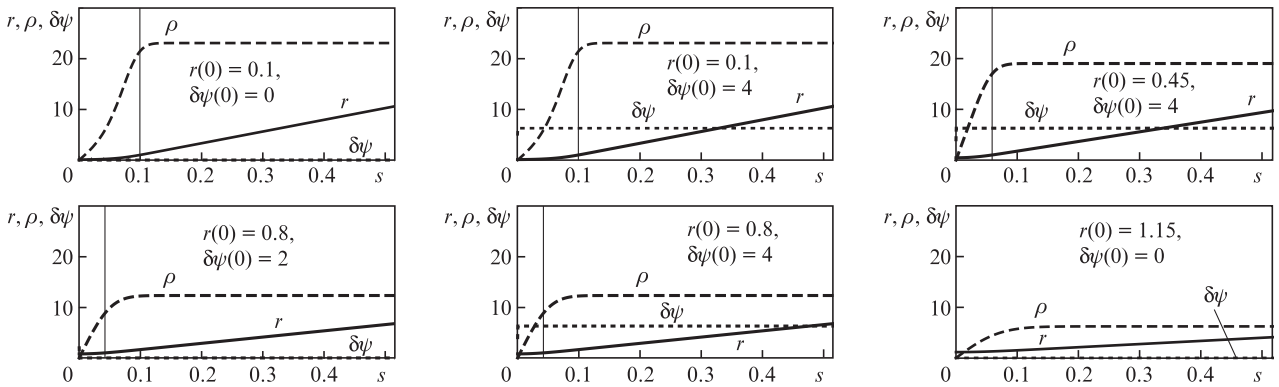 r, ρ, δψ
20
10
0
0.1
0.2
0.3
0.4
s
ρ
r(0) = 0.1,
δψ(0) = 0
r
δψ
r, ρ, δψ
20
10
0
0.1
0.2
0.3
0.4
s
ρ
r(0) = 0.1,
δψ(0) = 4
δψ
r
r, ρ, δψ
20
10
0
0.1
0.2
0.3
0.4
s
ρ
r(0) = 0.45,
δψ(0) = 4
δψ
r
r, ρ, δψ
20
10
0
0.1
0.2
0.3
0.4
s
r(0) = 0.8,
δψ(0) = 2
ρ
r
δψ
r, ρ, δψ
20
10
0
0.1
0.2
0.3
0.4
s
r(0) = 0.8,
δψ(0) = 4
ρ
δψ
r
r, ρ, δψ
20
10
0
0.1
0.2
0.3
0.4
s
r(0) = 1.15,
δψ(0) = 0
δψ
ρ
r